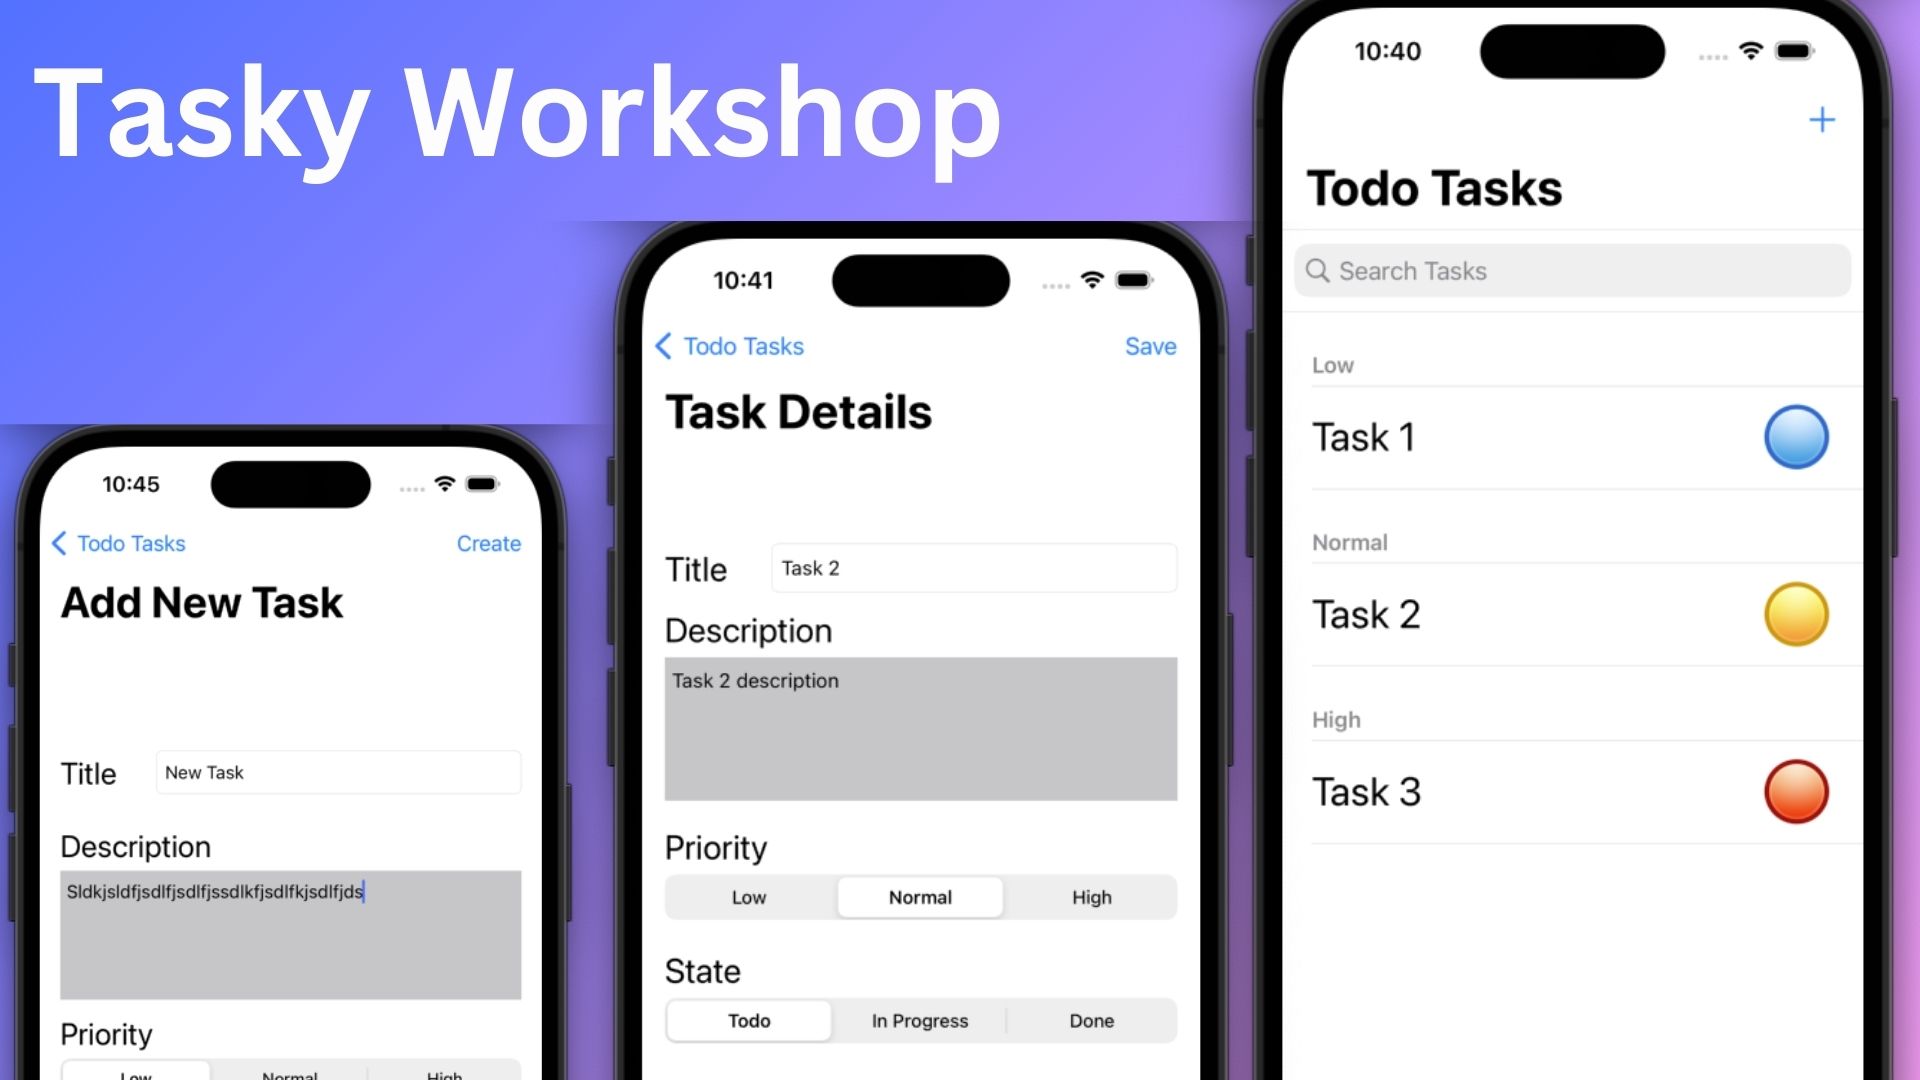 Tasky Workshop
10:45
Todo Tasks
Create
Add New Task
Title
New Task
Description
Sldkjsldfjsdlfjsdlfjssdlkfjsdlfkjsdlfjds
Priority
Low Normal High
10:41
Todo Tasks
Save
Task Details
Title
Task 2
Description
Task 2 description
Priority
Low Normal High
State
Todo In Progress Done
10:40
Todo Tasks
Search Tasks
Low
Task 1
Normal
Task 2
High
Task 3